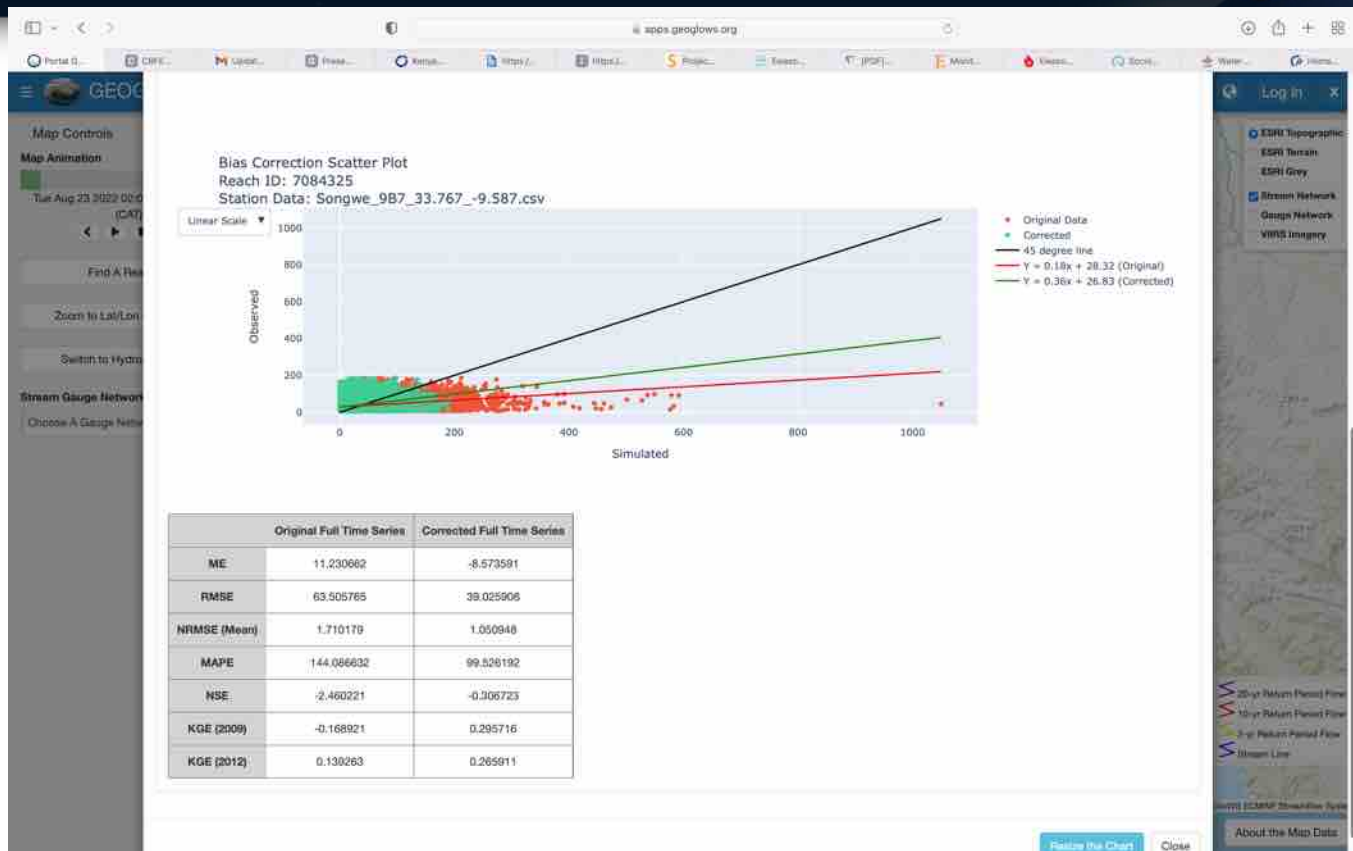 apps.geoglows.org
GEOG
Log In X
Map Controls
Map Animation
Tue Aug 23 2022 02:0
(CAT)
Find A Rea
Zoom to Lat/Lon
Switch to Hydro
Stream Gauge Network
Choose A Gauge Netw
Bias Correction Scatter Plot
Reach ID: 7084325
Station Data: Songwe_9B7_33.767_-9.587.csv
Linear Scale
1000
800
600
400
200
0
Observed
0 200 400 600 800 1000
Simulated
Original Data
Corrected
45 degree line
Y = 0.18x + 28.32 (Original)
Y = 0.36x + 26.83 (Corrected)
Original Full Time Series Corrected Full Time Series
ME 11.230662 -8.573591
RMSE 63.505765 39.025906
NRMSE (Mean) 1.710179 1.050948
MAPE 144.086632 99.526192
NSE -2.460221 -0.306723
KGE (2009) -0.168921 0.295716
KGE (2012) 0.139263 0.265911
ESRI Topographic
ESRI Terrain
ESRI Grey
Stream Network
Gauge Network
VIIRS Imagery
20-yr Return Period Flow
10-yr Return Period Flow
2-yr Return Period Flow
Stream Line
About the Map Data
Resize the Chart Close